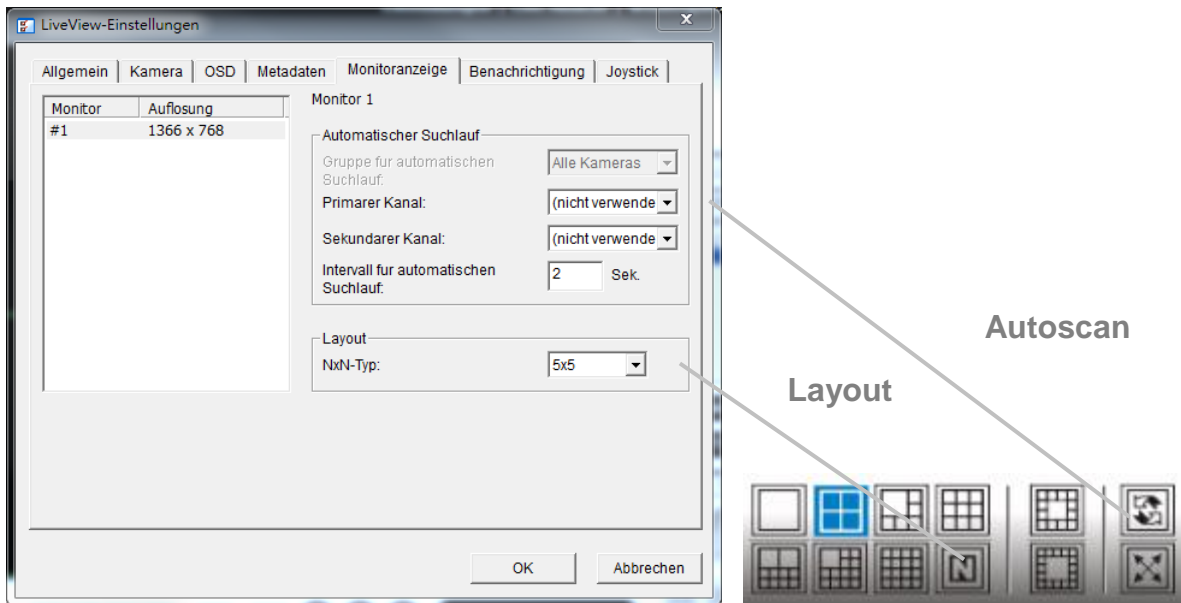 LiveView-Einstellungen
x
Allgemein Kamera OSD Metadaten Monitoranzeige Benachrichtigung Joystick
Monitor Auflosung
#1 1366 x 768
Monitor 1
Automatischer Suchlauf
Gruppe fur automatischen
Suchlauf:
Alle Kameras
Primarer Kanal:
(nicht verwende
Sekundarer Kanal:
(nicht verwende
Intervall fur automatischen
Suchlauf:
2 Sek.
Layout
NxN-Typ:
5x5
OK
Abbrechen
Autoscan
Layout
N